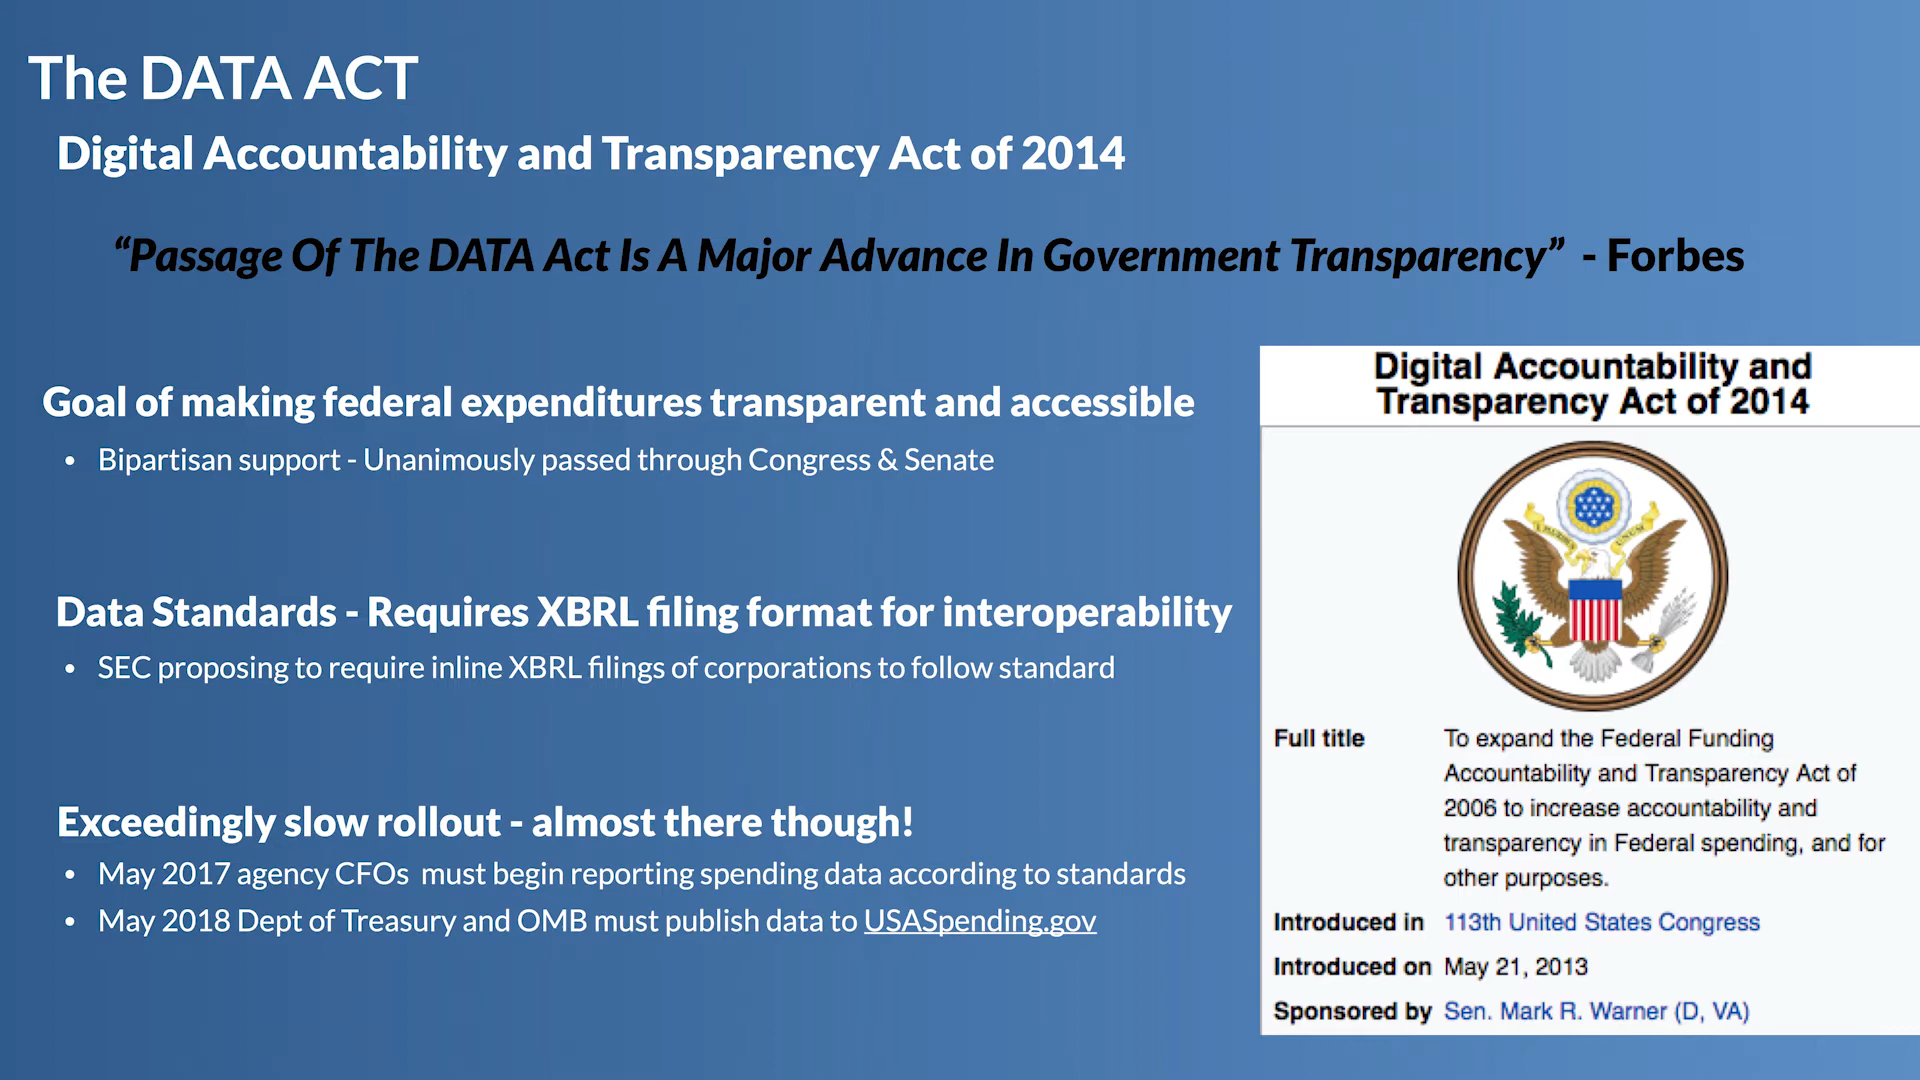 The DATA ACT
Digital Accountability and Transparency Act of 2014
“Passage Of The DATA Act Is A Major Advance In Government Transparency” - Forbes
Goal of making federal expenditures transparent and accessible
• Bipartisan support - Unanimously passed through Congress & Senate
Data Standards - Requires XBRL filing format for interoperability
• SEC proposing to require inline XBRL filings of corporations to follow standard
Exceedingly slow rollout - almost there though!
• May 2017 agency CFOs must begin reporting spending data according to standards
• May 2018 Dept of Treasury and OMB must publish data to USASpending.gov
Digital Accountability and
Transparency Act of 2014
Full title To expand the Federal Funding
Accountability and Transparency Act of
2006 to increase accountability and
transparency in Federal spending, and for
other purposes.
Introduced in 113th United States Congress
Introduced on May 21, 2013
Sponsored by Sen. Mark R. Warner (D, VA)